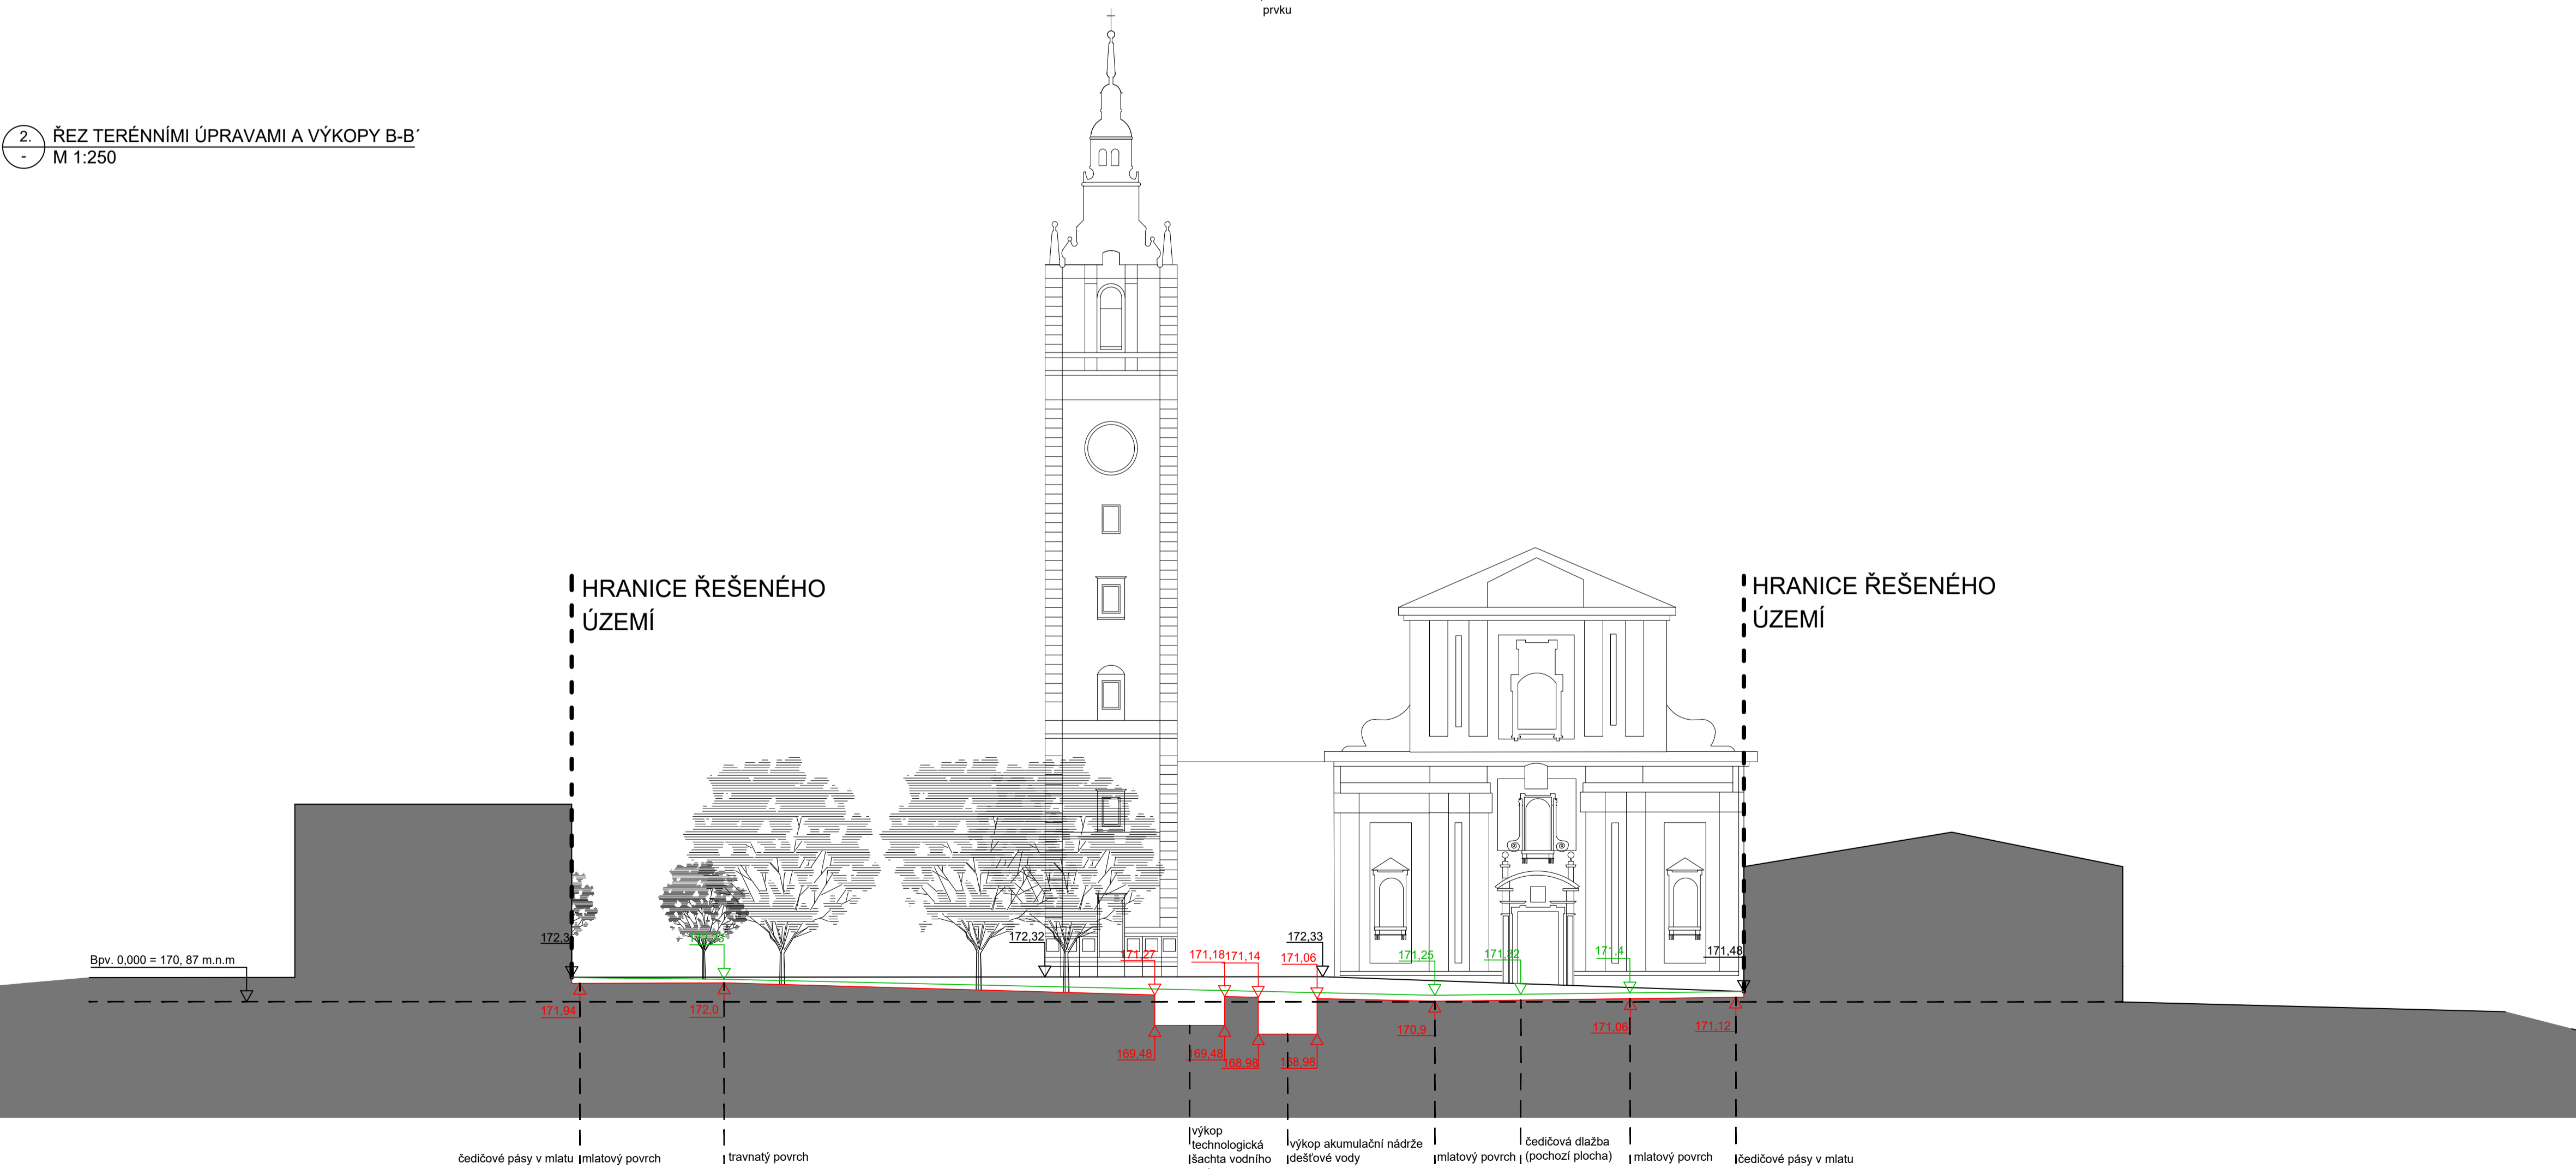 prvku
2. ŘEZ TERÉNNÍMI ÚPRAVAMI A VÝKOPY B-B´
- M 1:250
HRANICE ŘEŠENÉHO
ÚZEMÍ
HRANICE ŘEŠENÉHO
ÚZEMÍ
Bpv. 0,000 = 170, 87 m.n.m
172,3
172,32
172,33
171,48
171,27
171,18
171,14
171,06
171,25
171,32
171,4
171,94
172,0
169,48
169,48
168,98
168,98
170,9
171,06
171,12
čedičové pásy v mlatu
mlatový povrch
travnatý povrch
výkop
technologická
šachta vodního
výkop akumulační nádrže
dešťové vody
mlatový povrch
čedičová dlažba
(pochozí plocha)
mlatový povrch
čedičové pásy v mlatu